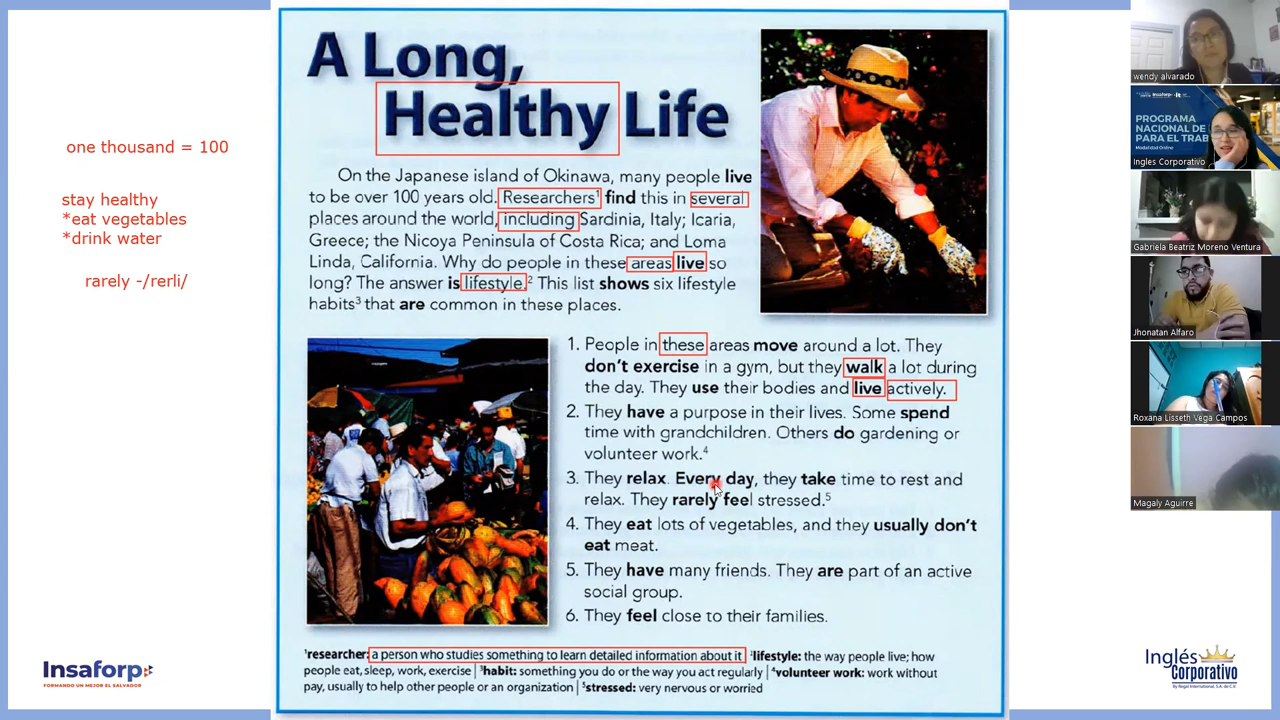 one thousand = 100
stay healthy
*eat vegetables
*drink water
rarely -/rerli/
A Long,
Healthy Life
On the Japanese island of Okinawa, many people live
to be over 100 years old. Researchers¹ find this in several
places around the world, including Sardinia, Italy; Icaria,
Greece; the Nicoya Peninsula of Costa Rica; and Loma
Linda, California. Why do people in these areas live so
long? The answer is lifestyle.² This list shows six lifestyle
habits³ that are common in these places.
1. People in these areas move around a lot. They
don't exercise in a gym, but they walk a lot during
the day. They use their bodies and live actively.
2. They have a purpose in their lives. Some spend
time with grandchildren. Others do gardening or
volunteer work.⁴
3. They relax. Every day, they take time to rest and
relax. They rarely feel stressed.⁵
4. They eat lots of vegetables, and they usually don't
eat meat.
5. They have many friends. They are part of an active
social group.
6. They feel close to their families.
¹researcher: a person who studies something to learn detailed information about it | ²lifestyle: the way people live; how
people eat, sleep, work, exercise | ³habit: something you do or the way you act regularly | ⁴volunteer work: work without
pay, usually to help other people or an organization | ⁵stressed: very nervous or worried
Insaforp
FORMANDO UN MEJOR EL SALVADOR
Inglés
Corporativo
By Regal International, S.A. de C.V.
wendy alvarado
Insaforp
PROGRAMA
NACIONAL DE
PARA EL TRAB
Modalidad Online
Ingles Corporativo
Gabriela Beatriz Moreno Ventura
Jhonatan Alfaro
Roxana Lisseth Vega Campos
Magaly Aguirre